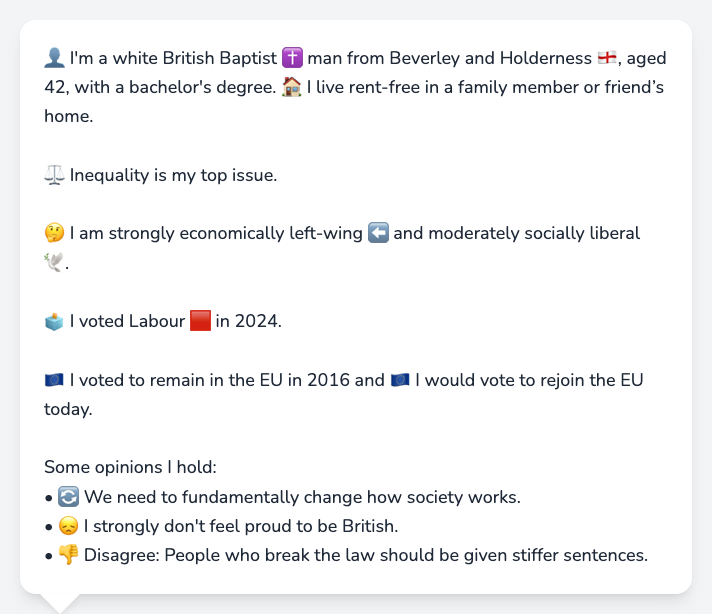 👤 I'm a white British Baptist ✝️ man from Beverley and Holderness 🏴󠁧󠁢󠁥󠁮󠁧󠁿, aged
42, with a bachelor's degree. 🏠 I live rent-free in a family member or friend’s
home.
⚖️ Inequality is my top issue.
🤔 I am strongly economically left-wing ⬅️ and moderately socially liberal
🕊️.
🗳️ I voted Labour 🟥 in 2024.
🇪🇺 I voted to remain in the EU in 2016 and 🇪🇺 I would vote to rejoin the EU
today.
Some opinions I hold:
• 🔄 We need to fundamentally change how society works.
• 😞 I strongly don't feel proud to be British.
• 👎 Disagree: People who break the law should be given stiffer sentences.